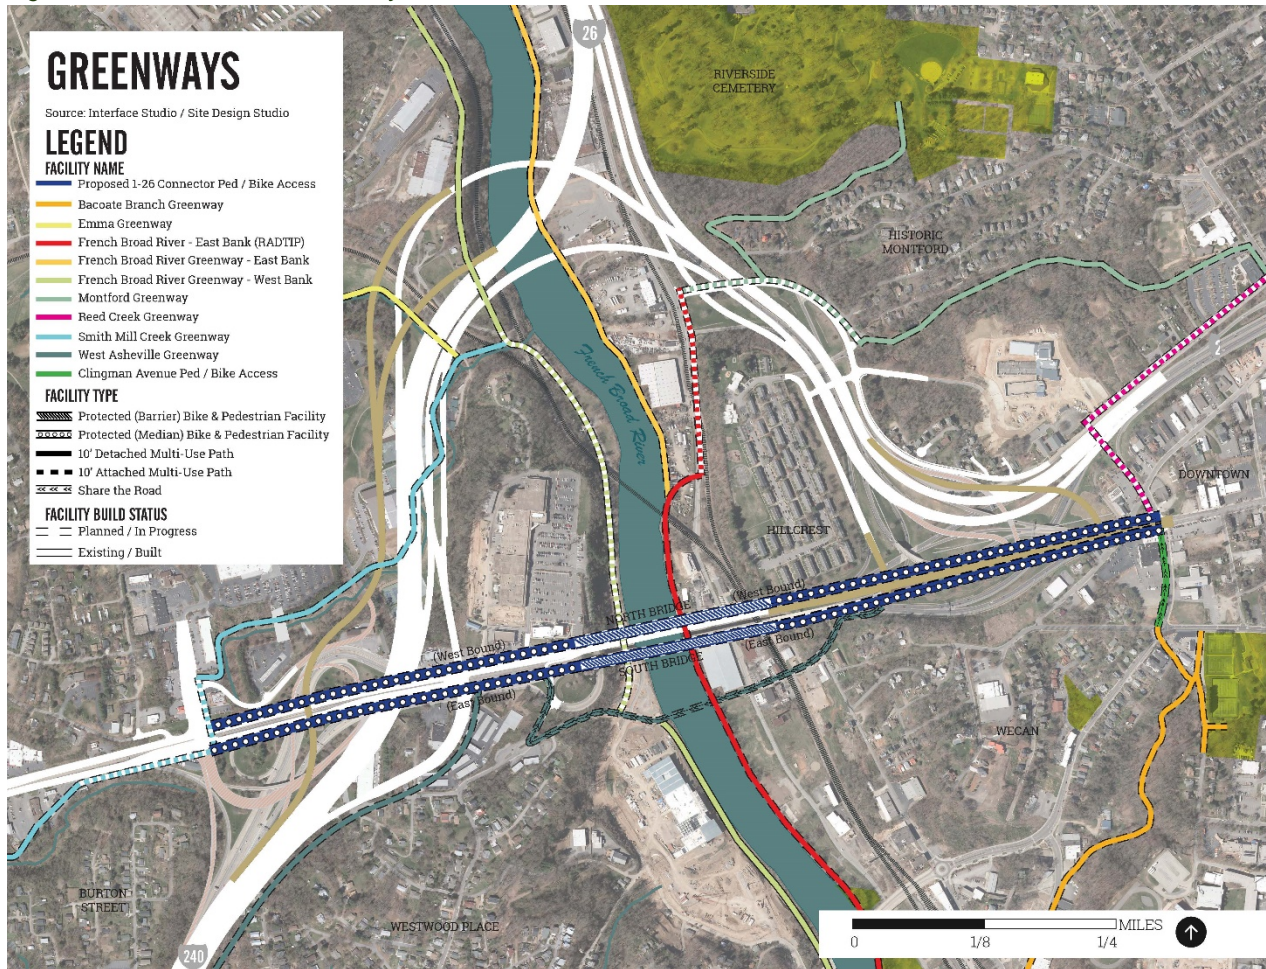 GREENWAYS
Source: Interface Studio / Site Design Studio
LEGEND
FACILITY NAME
Proposed 1-26 Connector Ped / Bike Access
Bacoate Branch Greenway
Emma Greenway
French Broad River - East Bank (RADTIP)
French Broad River Greenway - East Bank
French Broad River Greenway - West Bank
Montford Greenway
Reed Creek Greenway
Smith Mill Creek Greenway
West Asheville Greenway
Clingman Avenue Ped / Bike Access
FACILITY TYPE
Protected (Barrier) Bike & Pedestrian Facility
Protected (Median) Bike & Pedestrian Facility
10' Detached Multi-Use Path
10' Attached Multi-Use Path
Share the Road
FACILITY BUILD STATUS
Planned / In Progress
Existing / Built
26
RIVERSIDE
CEMETERY
HISTORIC
MONTFORD
French Broad River
DOWNTOWN
HILLCREST
(West Bound)
NORTH BRIDGE
(West Bound)
(East Bound)
SOUTH BRIDGE
(East Bound)
WECAN
BURTON
STREET
WESTWOOD PLACE
240
MILES
0
1/8
1/4